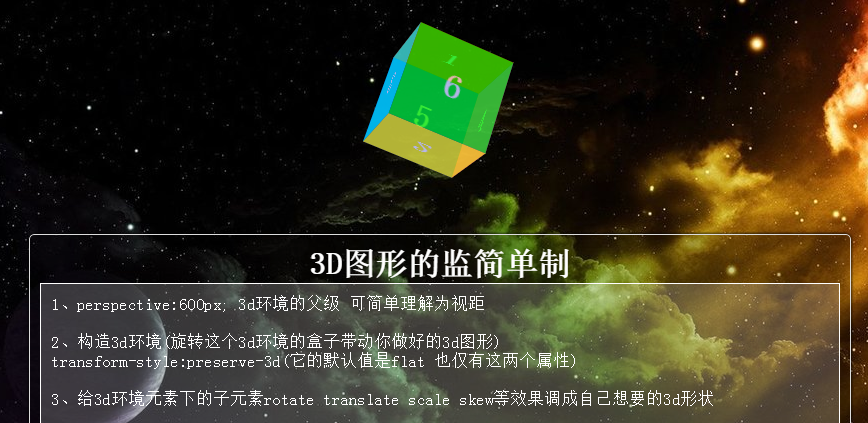 1
6
5
3D图形的监简单制
1、perspective:600px; 3d环境的父级 可简单理解为视距
2、构造3d环境(旋转这个3d环境的盒子带动你做好的3d图形)
transform-style:preserve-3d(它的默认值是flat 也仅有这两个属性)
3、给3d环境元素下的子元素rotate translate scale skew等效果调成自己想要的3d形状